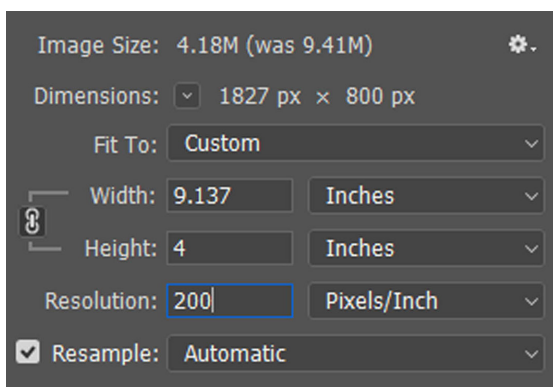 Image Size: 4.18M (was 9.41M)
Dimensions: 1827 px × 800 px
Fit To: Custom
Width: 9.137 Inches
Height: 4 Inches
Resolution: 200 Pixels/Inch
Resample: Automatic